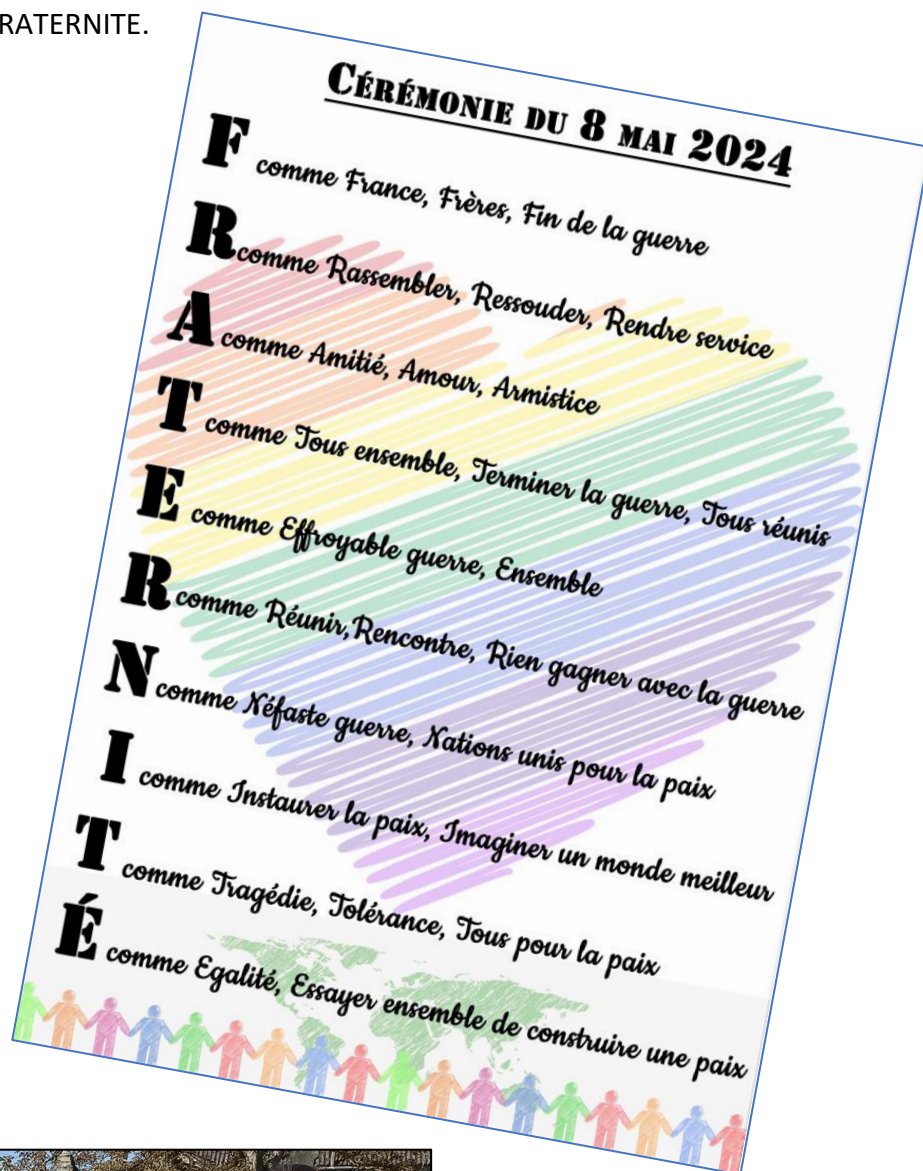 RATERNITE.
CÉRÉMONIE DU 8 MAI 2024
F comme France, Frères, Fin de la guerre
R comme Rassembler, Ressouder, Rendre service
A comme Amitié, Amour, Armistice
T comme Tous ensemble, Terminer la guerre, Tous réunis
E comme Effroyable guerre, Ensemble
R comme Réunir, Rencontre, Rien gagner avec la guerre
N comme Néfaste guerre, Nations unis pour la paix
I comme Instaurer la paix, Imaginer un monde meilleur
T comme Tragédie, Tolérance, Tous pour la paix
É comme Egalité, Essayer ensemble de construire une paix